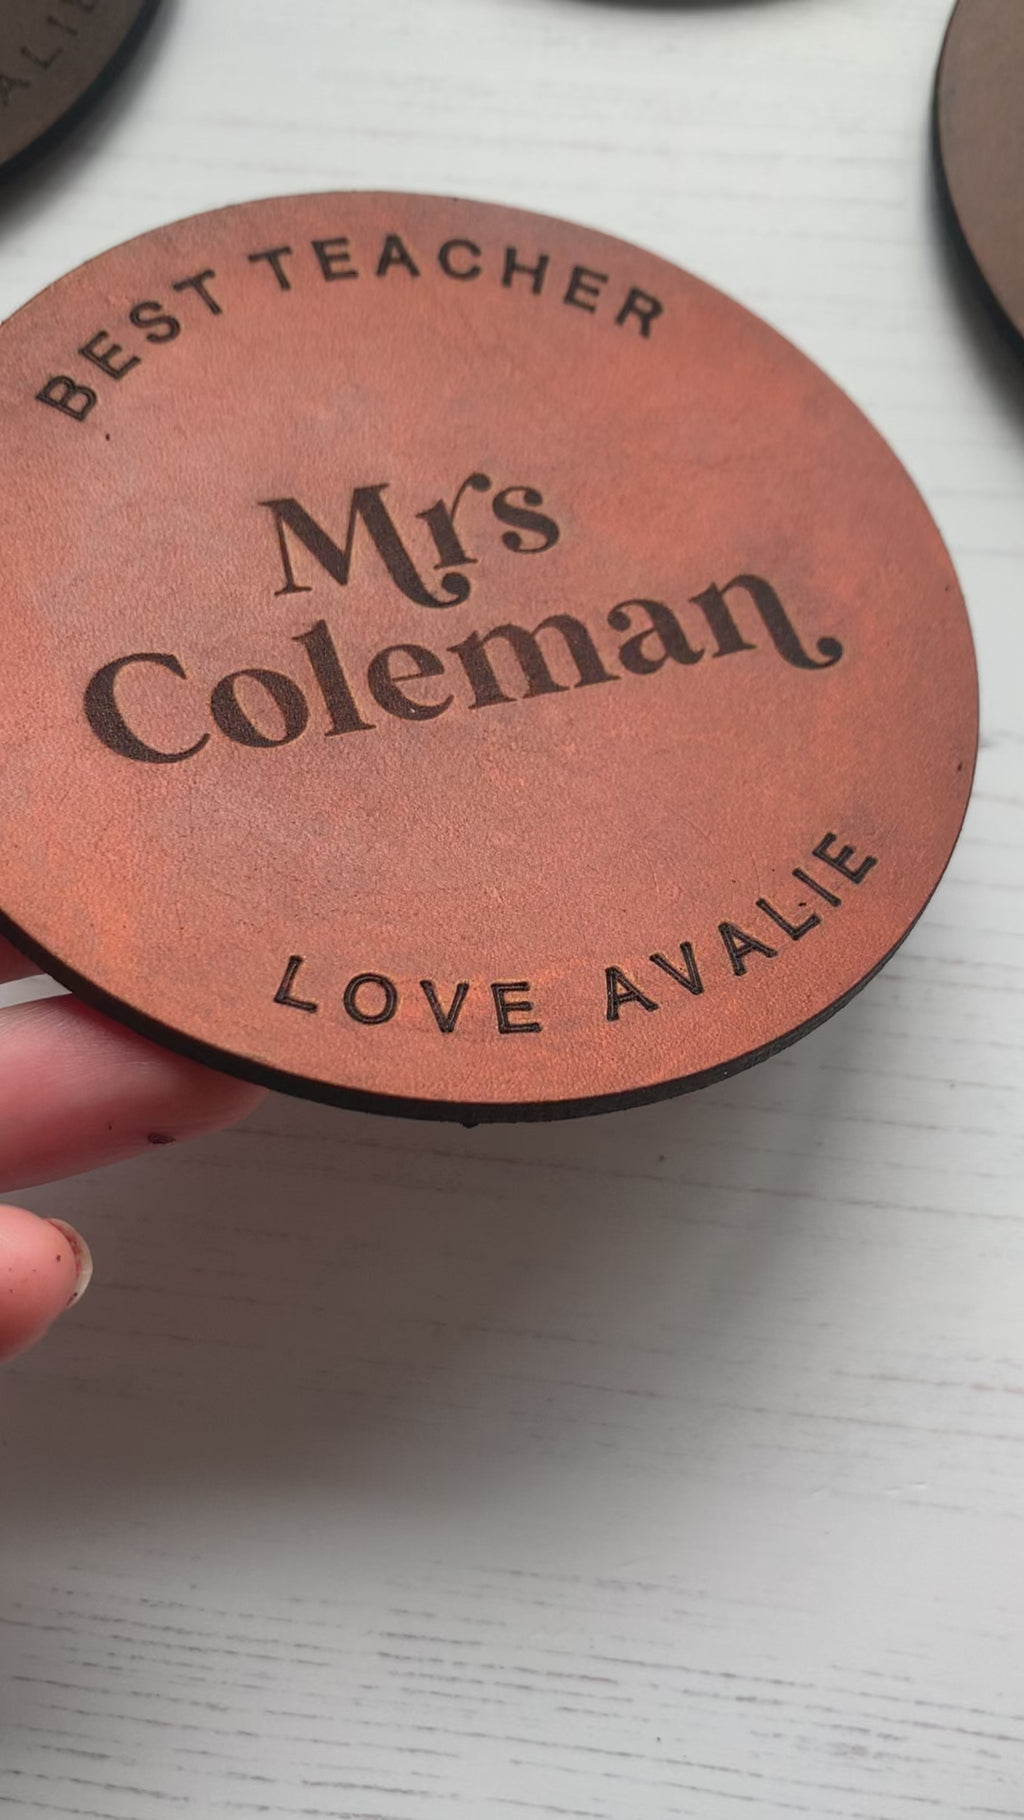 BEST TEACHER
Mrs
Coleman
LOVE AVALIE